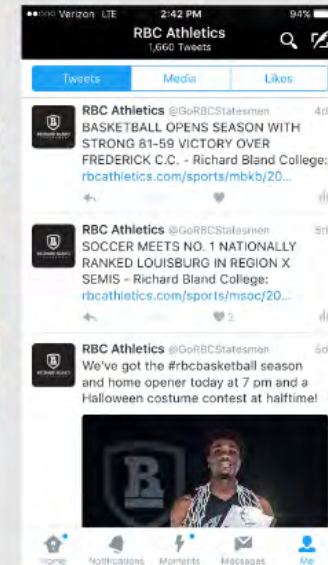 Verizon LTE 2:42 PM 94%
RBC Athletics
1,660 Tweets
Tweets Media Likes
RBC Athletics @GoRBCStatesmen 4d
BASKETBALL OPENS SEASON WITH
STRONG 81-59 VICTORY OVER
FREDERICK C.C. - Richard Bland College:
rbcathletics.com/sports/mbkb/20...
RBC Athletics @GoRBCStatesmen 5d
SOCCER MEETS NO. 1 NATIONALLY
RANKED LOUISBURG IN REGION X
SEMIS - Richard Bland College:
rbcathletics.com/sports/msoc/20...
2
RBC Athletics @GoRBCStatesmen
We've got the #rbcbasketball season
and home opener today at 7 pm and a
Halloween costume contest at halftime!
B
Home Notifications Moments Messages Me